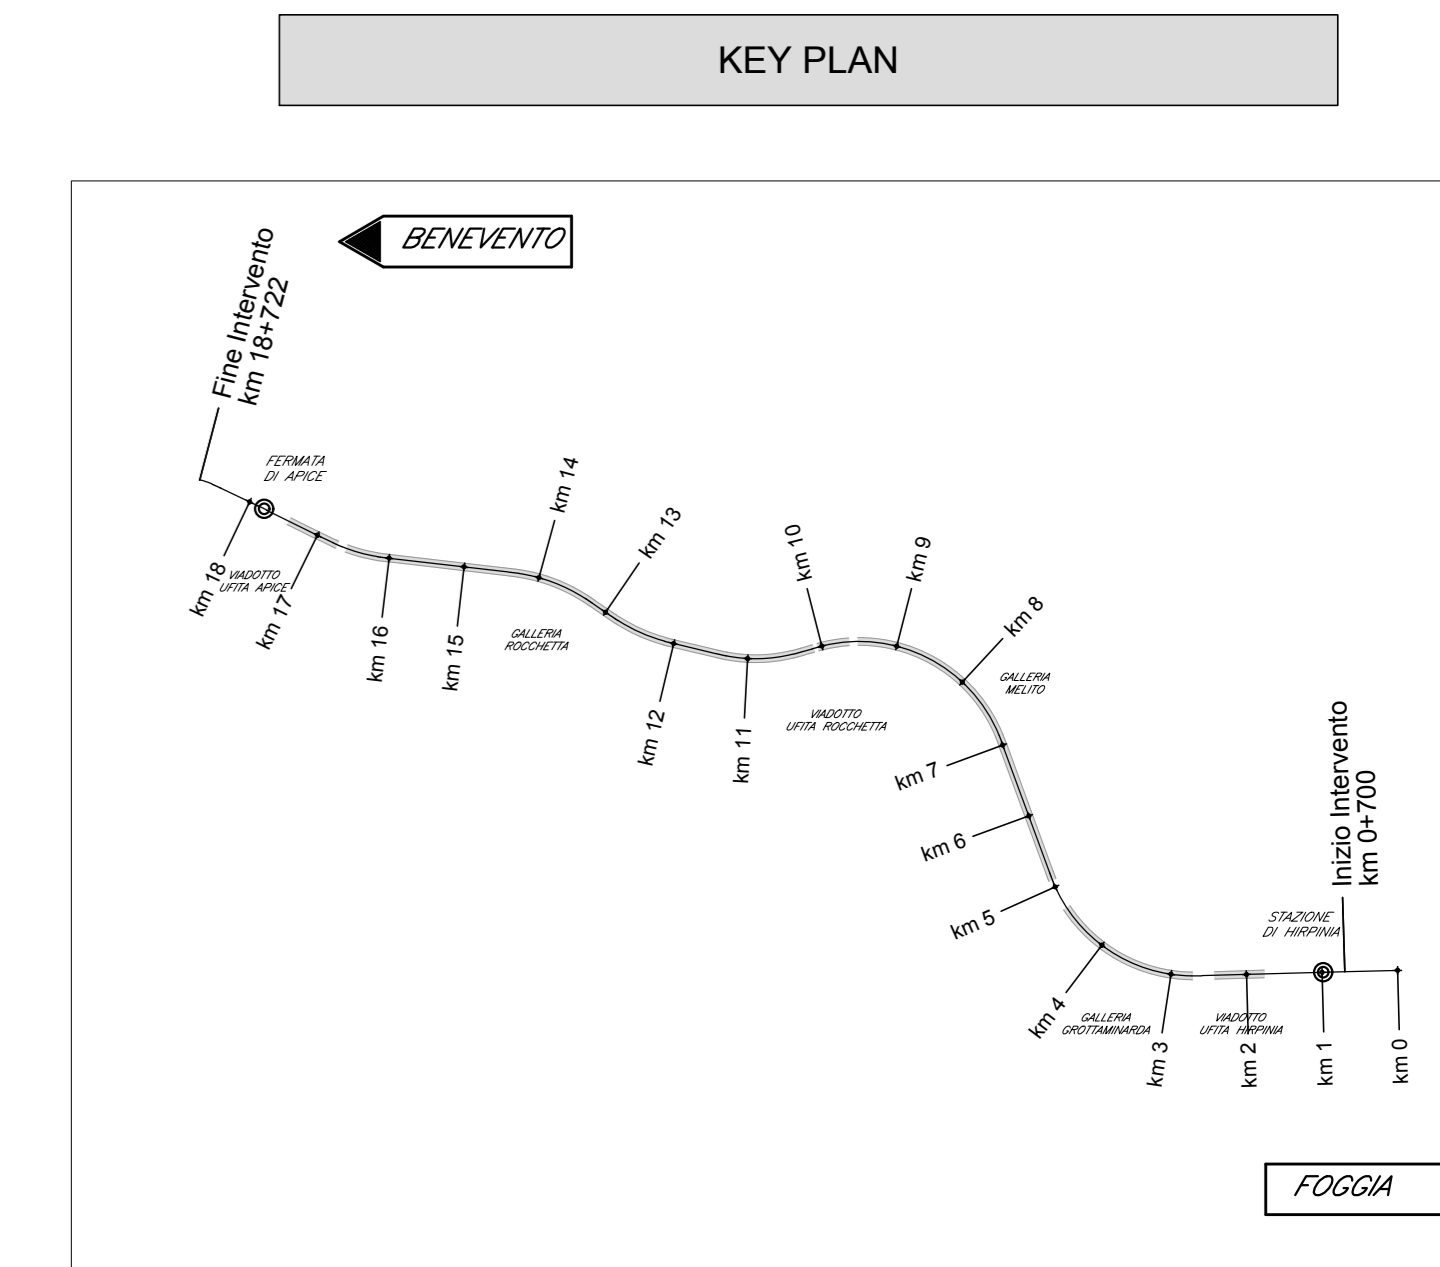 KEY PLAN
BENEVENTO
Fine Intervento
km 18+722
FERMATA
DI APICE
km 18
VIADOTTO
UFITA APICE
km 17
km 16
km 15
km 14
GALLERIA
ROCCHETTA
km 13
km 12
km 11
km 10
VIADOTTO
UFITA ROCCHETTA
km 9
km 8
GALLERIA
MELITO
km 7
km 6
km 5
Inizio Intervento
km 0+700
STAZIONE
DI HIRPINIA
km 4
GALLERIA
GROTTAMINARDA
km 3
VIADOTTO
UFITA HIRPINIA
km 2
km 1
km 0
FOGGIA